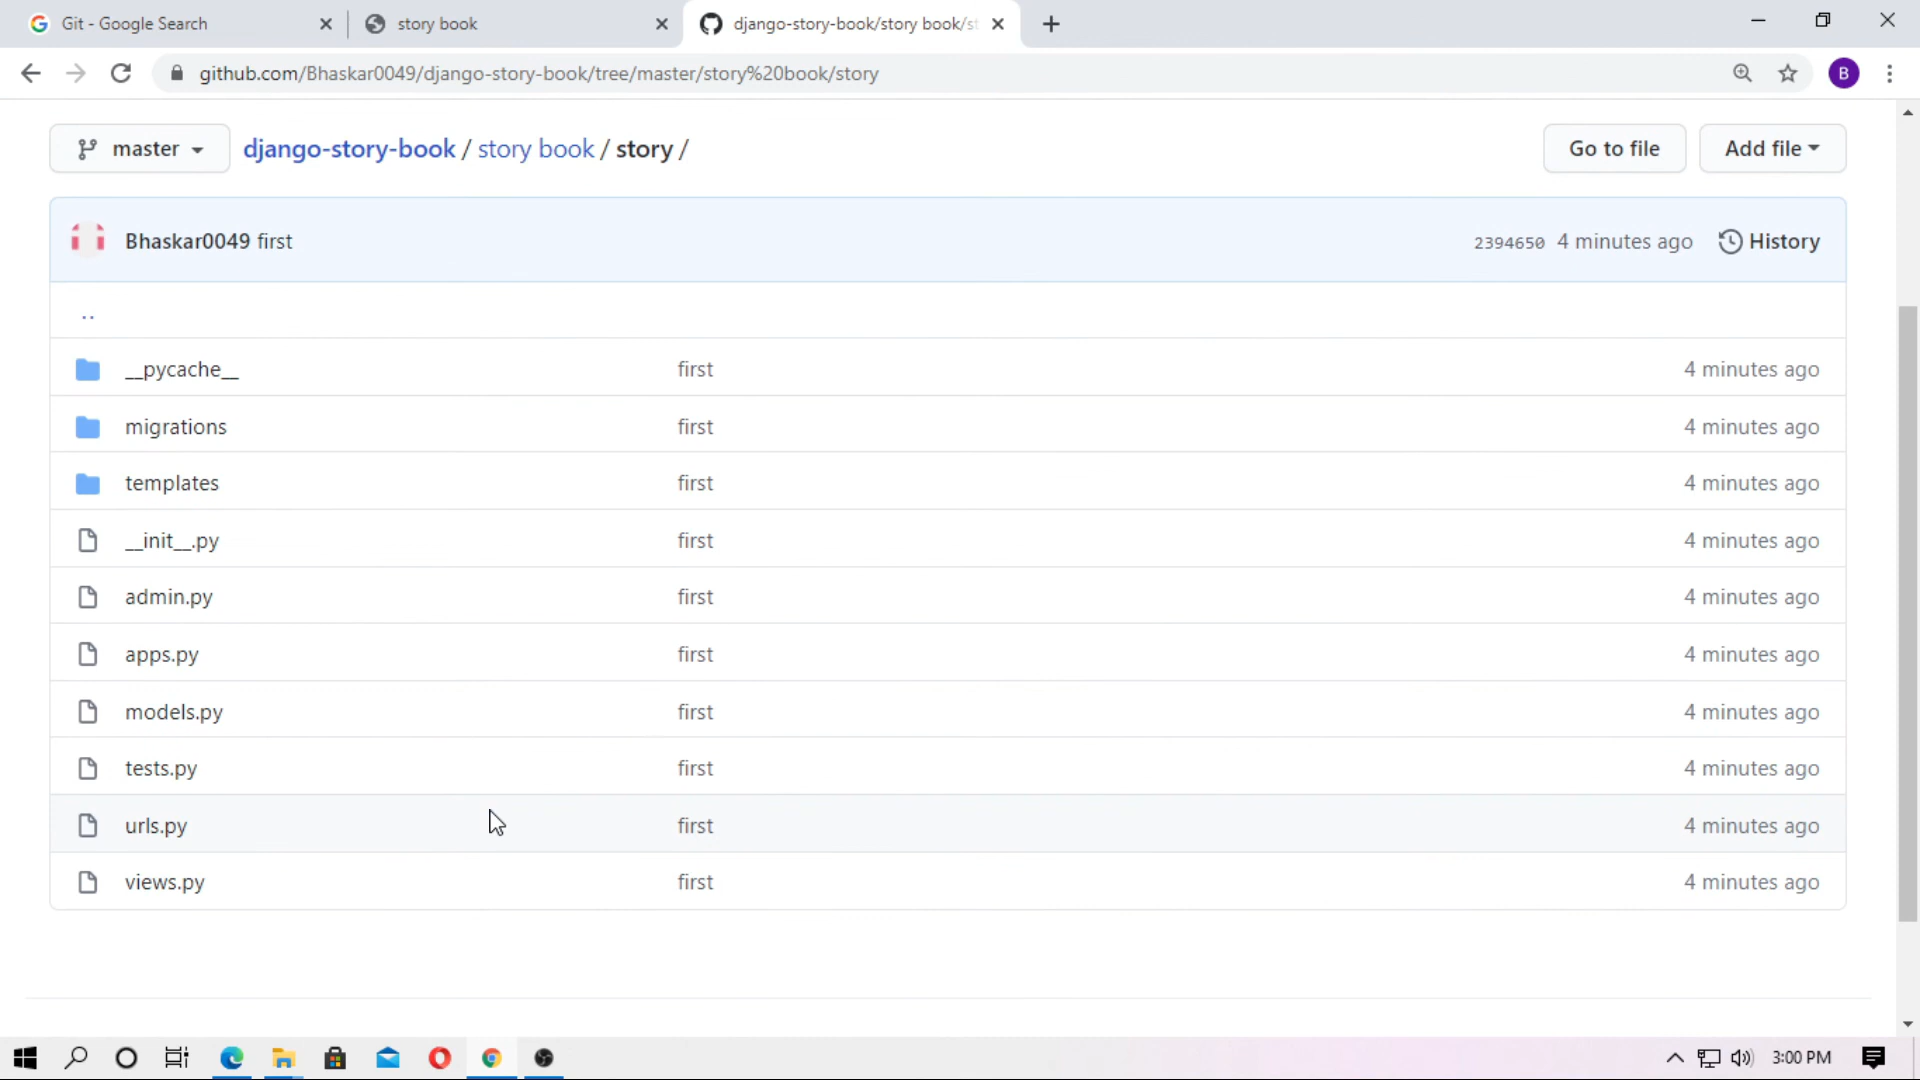 Git - Google Search
story book
django-story-book/story book/st
github.com/Bhaskar0049/django-story-book/tree/master/story%20book/story
B
master
django-story-book / story book / story /
Go to file
Add file
Bhaskar0049 first
2394650 4 minutes ago
History
..
__pycache__ first 4 minutes ago
migrations first 4 minutes ago
templates first 4 minutes ago
__init__.py first 4 minutes ago
admin.py first 4 minutes ago
apps.py first 4 minutes ago
models.py first 4 minutes ago
tests.py first 4 minutes ago
urls.py first 4 minutes ago
views.py first 4 minutes ago
3:00 PM